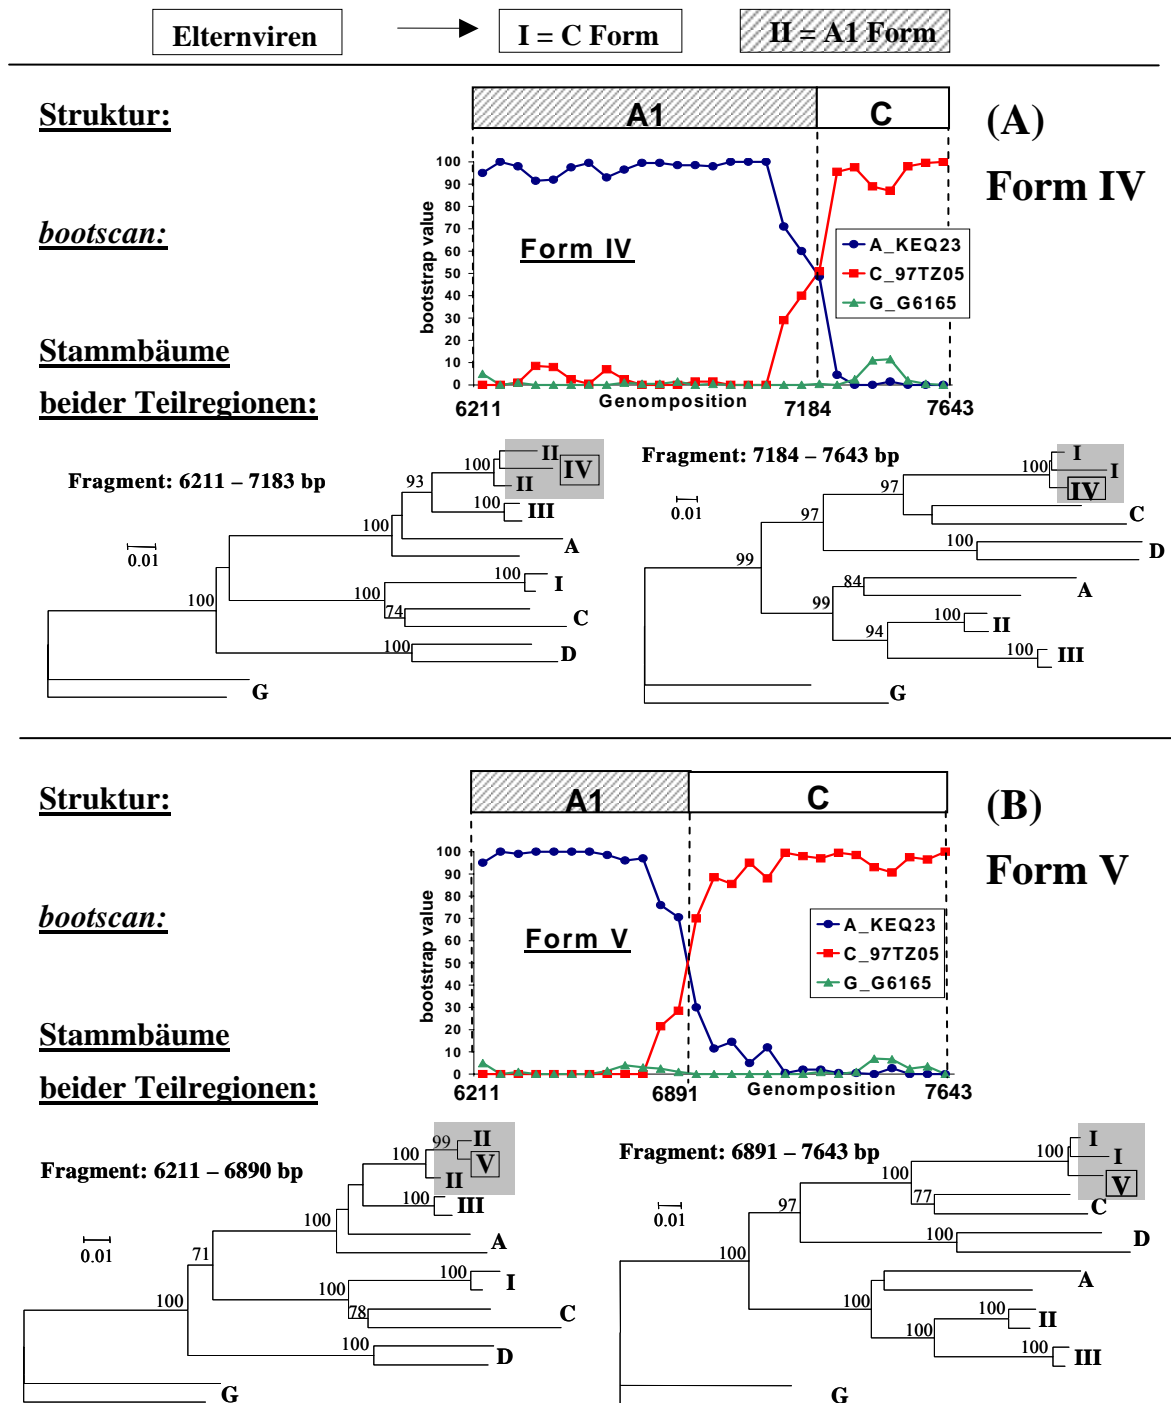 Elternviren
I = C Form
II = A1 Form
Struktur:
A1
C
(A)
Form IV
bootscan:
bootstrap value
100
90
80
70
60
50
40
30
20
10
0
Form IV
A_KEQ23
C_97TZ05
G_G6165
6211
Genomposition
7184
7643
Stammbäume
beider Teilregionen:
Fragment: 6211 – 7183 bp
0.01
100
II
IV
II
93
100
III
100
A
100
I
100
74
C
100
D
G
Fragment: 7184 – 7643 bp
0.01
I
100
I
IV
97
C
97
100
D
99
84
A
99
100
II
94
100
III
G
Struktur:
A1
C
(B)
Form V
bootscan:
bootstrap value
100
90
80
70
60
50
40
30
20
10
0
Form V
A_KEQ23
C_97TZ05
G_G6165
6211
6891
Genomposition
7643
Stammbäume
beider Teilregionen:
Fragment: 6211 – 6890 bp
0.01
99
II
100
V
II
100
III
100
A
71
100
I
100
78
C
100
100
D
G
Fragment: 6891 – 7643 bp
0.01
I
100
I
V
100
77
C
97
D
100
100
A
100
100
II
100
100
III
G